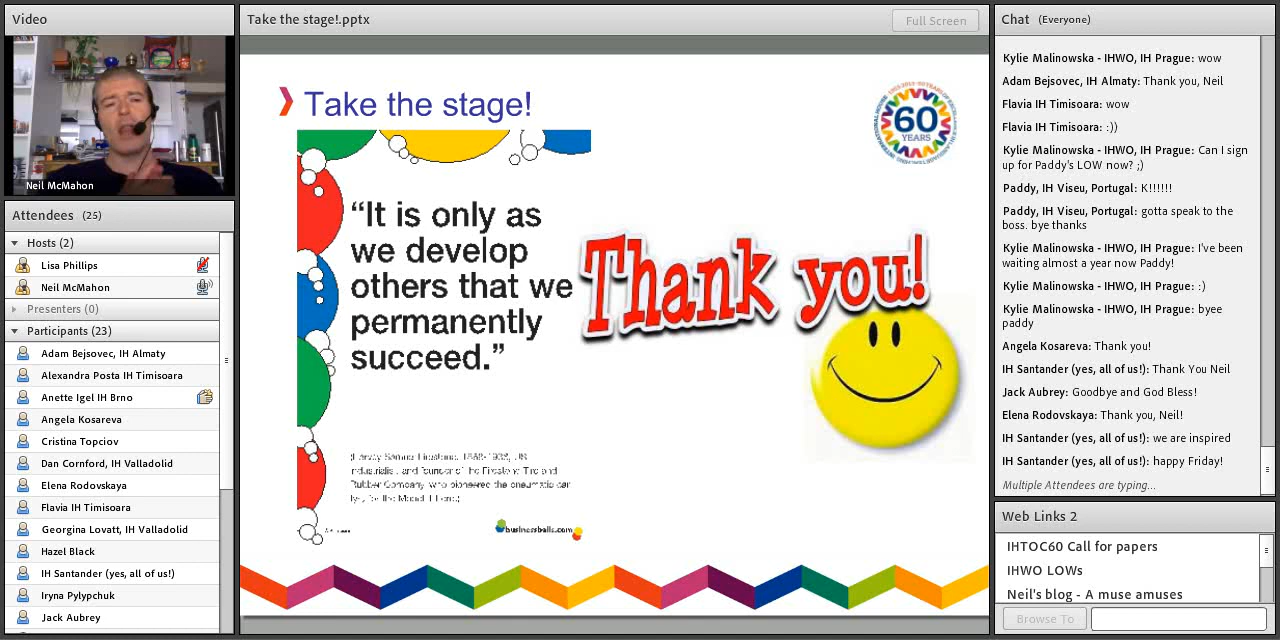 Video
Neil McMahon
Attendees (25)
Hosts (2)
Lisa Phillips
Neil McMahon
Presenters (0)
Participants (23)
Adam Bejsovec, IH Almaty
Alexandra Posta IH Timisoara
Anette Igel IH Brno
Angela Kosareva
Cristina Topciov
Dan Cornford, IH Valladolid
Elena Rodovskaya
Flavia IH Timisoara
Georgina Lovatt, IH Valladolid
Hazel Black
IH Santander (yes, all of us!)
Iryna Pylypchuk
Jack Aubrey
Take the stage!.pptx
Full Screen
Take the stage!
60
YEARS
“It is only as
we develop
others that we
permanently
succeed.”
Thank you!
businessballs.com
Chat (Everyone)
Kylie Malinowska - IHWO, IH Prague: wow
Adam Bejsovec, IH Almaty: Thank you, Neil
Flavia IH Timisoara: wow
Flavia IH Timisoara: :))
Kylie Malinowska - IHWO, IH Prague: Can I sign
up for Paddy's LOW now? ;)
Paddy, IH Viseu, Portugal: K!!!!!!
Paddy, IH Viseu, Portugal: gotta speak to the
boss. bye thanks
Kylie Malinowska - IHWO, IH Prague: I've been
waiting almost a year now Paddy!
Kylie Malinowska - IHWO, IH Prague: :)
Kylie Malinowska - IHWO, IH Prague: byee
paddy
Angela Kosareva: Thank you!
IH Santander (yes, all of us!): Thank You Neil
Jack Aubrey: Goodbye and God Bless!
Elena Rodovskaya: Thank you, Neil!
IH Santander (yes, all of us!): we are inspired
IH Santander (yes, all of us!): happy Friday!
Multiple Attendees are typing...
Web Links 2
IHTOC60 Call for papers
IHWO LOWs
Neil's blog - A muse amuses
Browse To